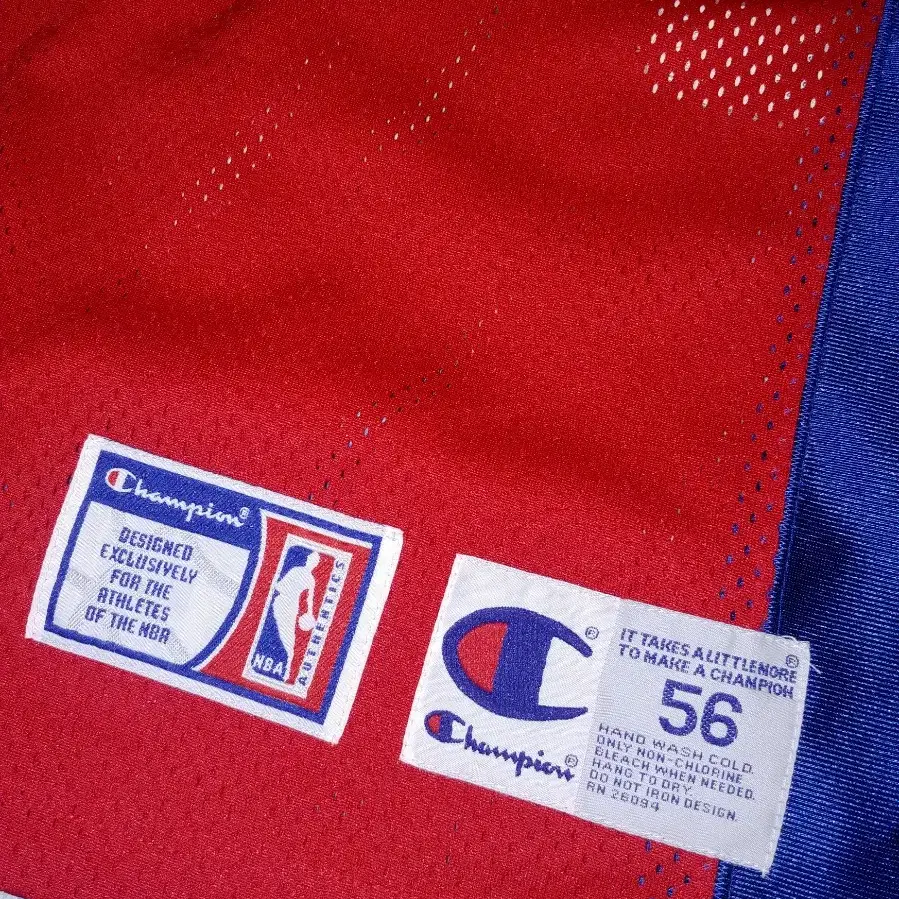 Champion®
DESIGNED
EXCLUSIVELY
FOR THE
ATHLETES
OF THE NBA
NBA
AUTHENTICS
®
Champion®
IT TAKES A LITTLE MORE®
TO MAKE A CHAMPION
56
HAND WASH COLD.
ONLY NON-CHLORINE
BLEACH WHEN NEEDED.
HANG TO DRY.
DO NOT IRON DESIGN.
RN 26094